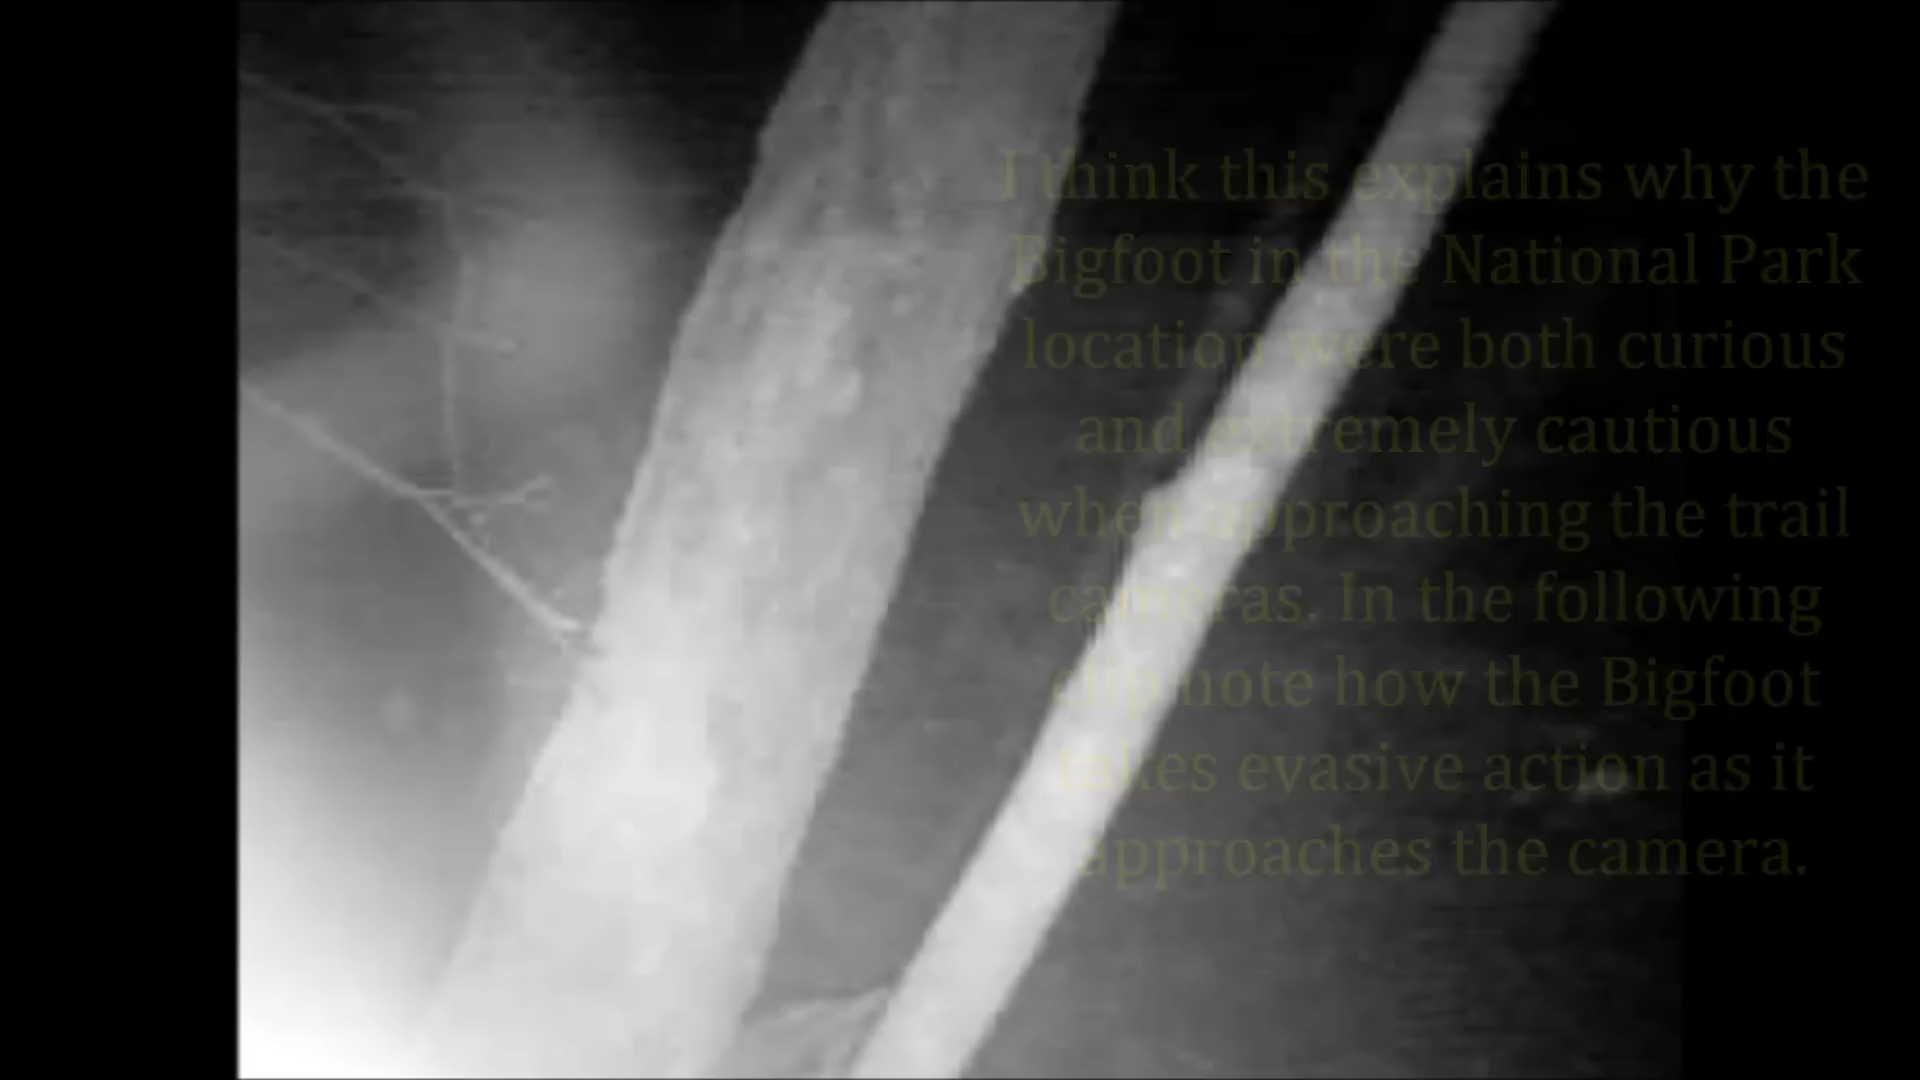 I think this explains why the
Bigfoot in the National Park
location were both curious
and extremely cautious
when approaching the trail
cameras. In the following
clip note how the Bigfoot
takes evasive action as it
approaches the camera.